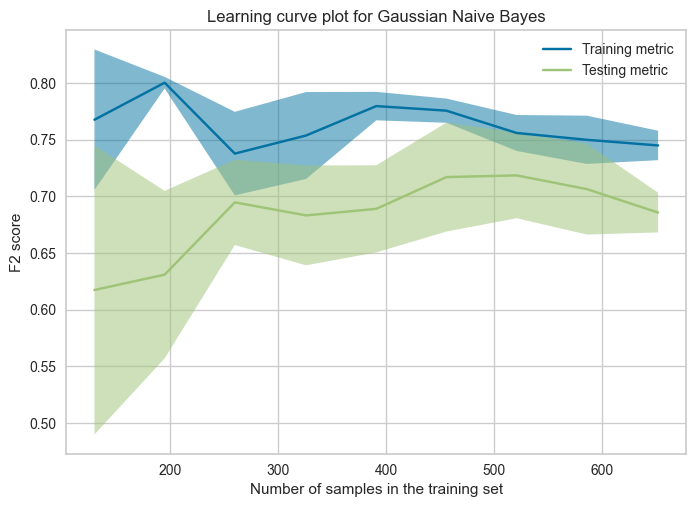 Learning curve plot for Gaussian Naive Bayes
Training metric
Testing metric
0.80
0.75
0.70
0.65
0.60
0.55
0.50
F2 score
200
300
400
500
600
Number of samples in the training set